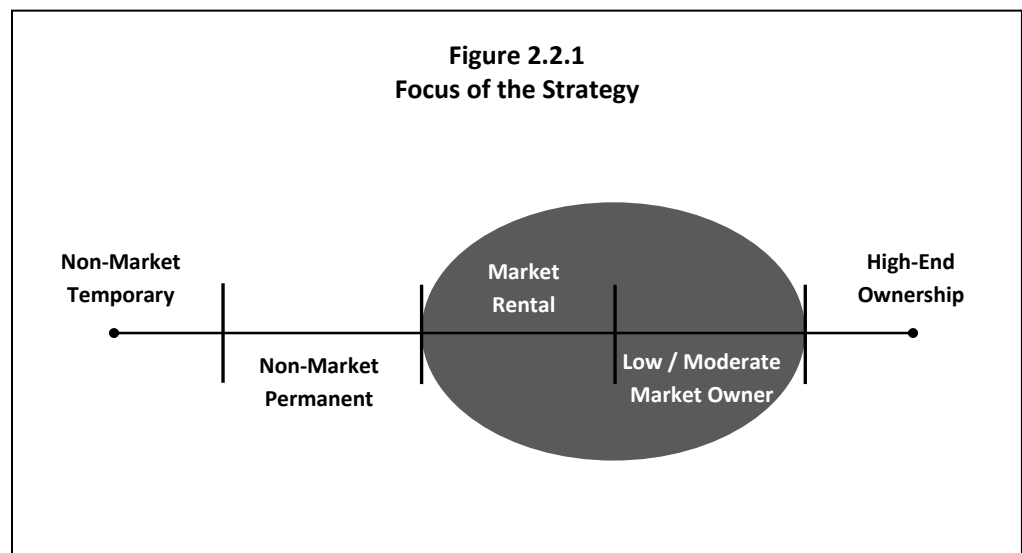 Figure 2.2.1
Focus of the Strategy
Non-Market
Temporary
Non-Market
Permanent
Market
Rental
Low / Moderate
Market Owner
High-End
Ownership